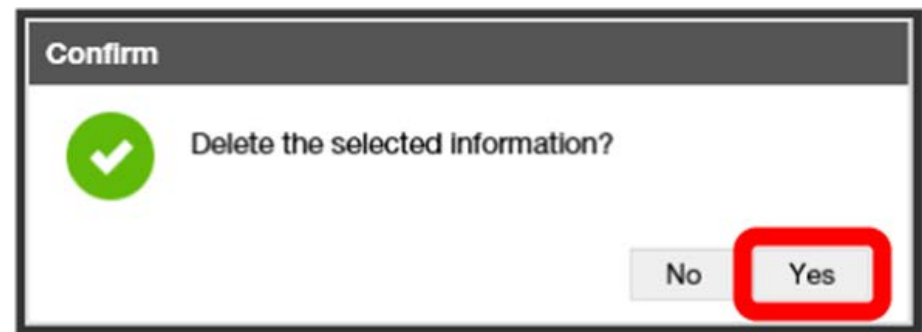 Confirm
Delete the selected information?
No Yes